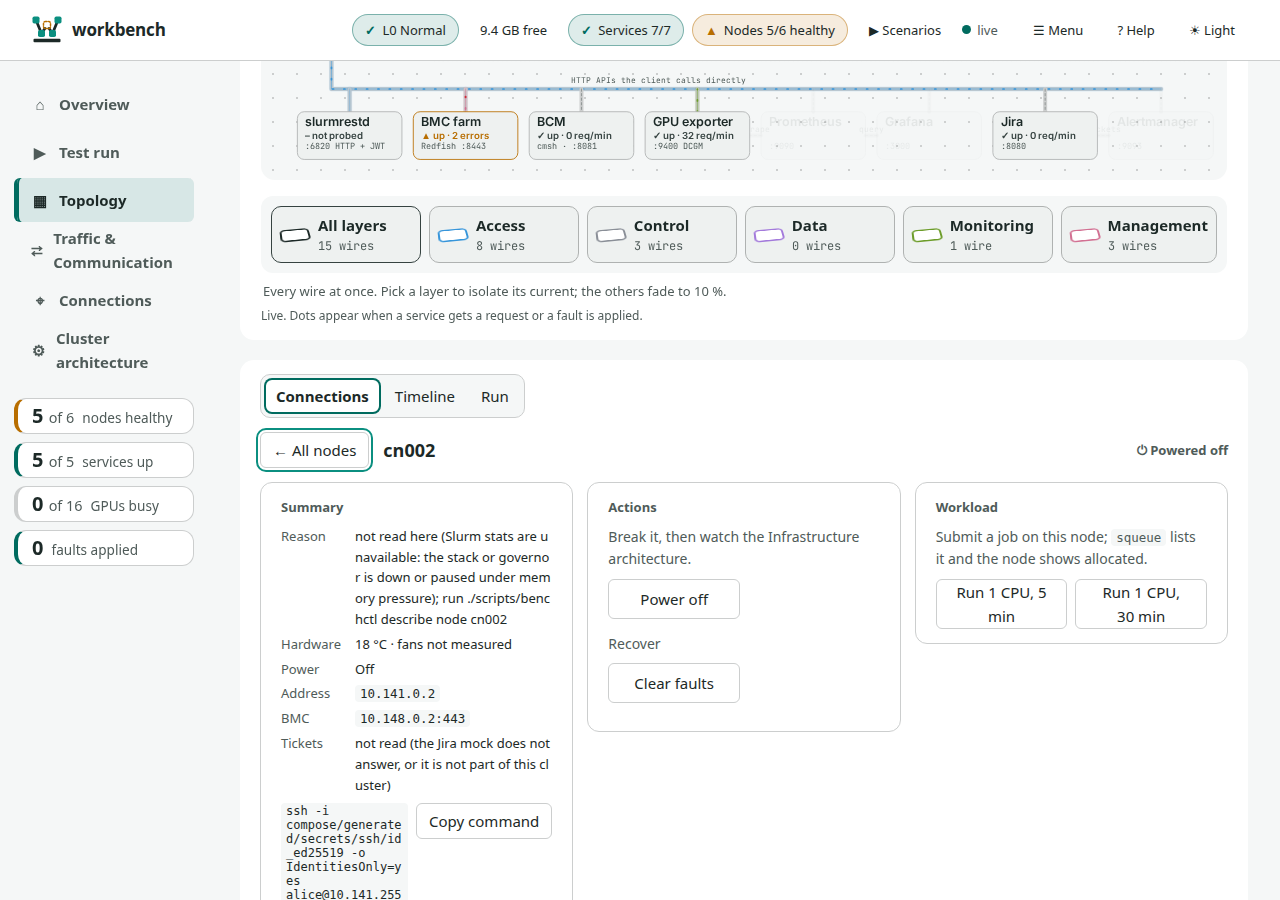 workbench
✓ L0 Normal
9.4 GB free
✓ Services 7/7
▲ Nodes 5/6 healthy
▶ Scenarios
live
☰ Menu
? Help
☀ Light
Overview
Test run
Topology
Traffic &
Communication
Connections
Cluster
architecture
5 of 6 nodes healthy
5 of 5 services up
0 of 16 GPUs busy
0 faults applied
HTTP APIs the client calls directly
slurmrestd
– not probed
:6820 HTTP + JWT
BMC farm
▲ up · 2 errors
Redfish :8443
BCM
✓ up · 0 req/min
cmsh · :8081
GPU exporter
✓ up · 32 req/min
:9400 DCGM
Prometheus
Grafana
Jira
✓ up · 0 req/min
:8080
Alertmanager
All layers
15 wires
Access
8 wires
Control
3 wires
Data
0 wires
Monitoring
1 wire
Management
3 wires
Every wire at once. Pick a layer to isolate its current; the others fade to 10 %.
Live. Dots appear when a service gets a request or a fault is applied.
Connections
Timeline
Run
← All nodes
cn002
Powered off
Summary
Reason
not read here (Slurm stats are u
navailable: the stack or governo
r is down or paused under mem
ory pressure); run ./scripts/benc
hctl describe node cn002
Hardware
18 °C · fans not measured
Power
Off
Address
10.141.0.2
BMC
10.148.0.2:443
Tickets
not read (the Jira mock does not
answer, or it is not part of this cl
uster)
ssh -i
compose/generate
d/secrets/ssh/id
_ed25519 -o
IdentitiesOnly=y
es
alice@10.141.255
Copy command
Actions
Break it, then watch the Infrastructure
architecture.
Power off
Recover
Clear faults
Workload
Submit a job on this node; squeue lists
it and the node shows allocated.
Run 1 CPU, 5
min
Run 1 CPU,
30 min